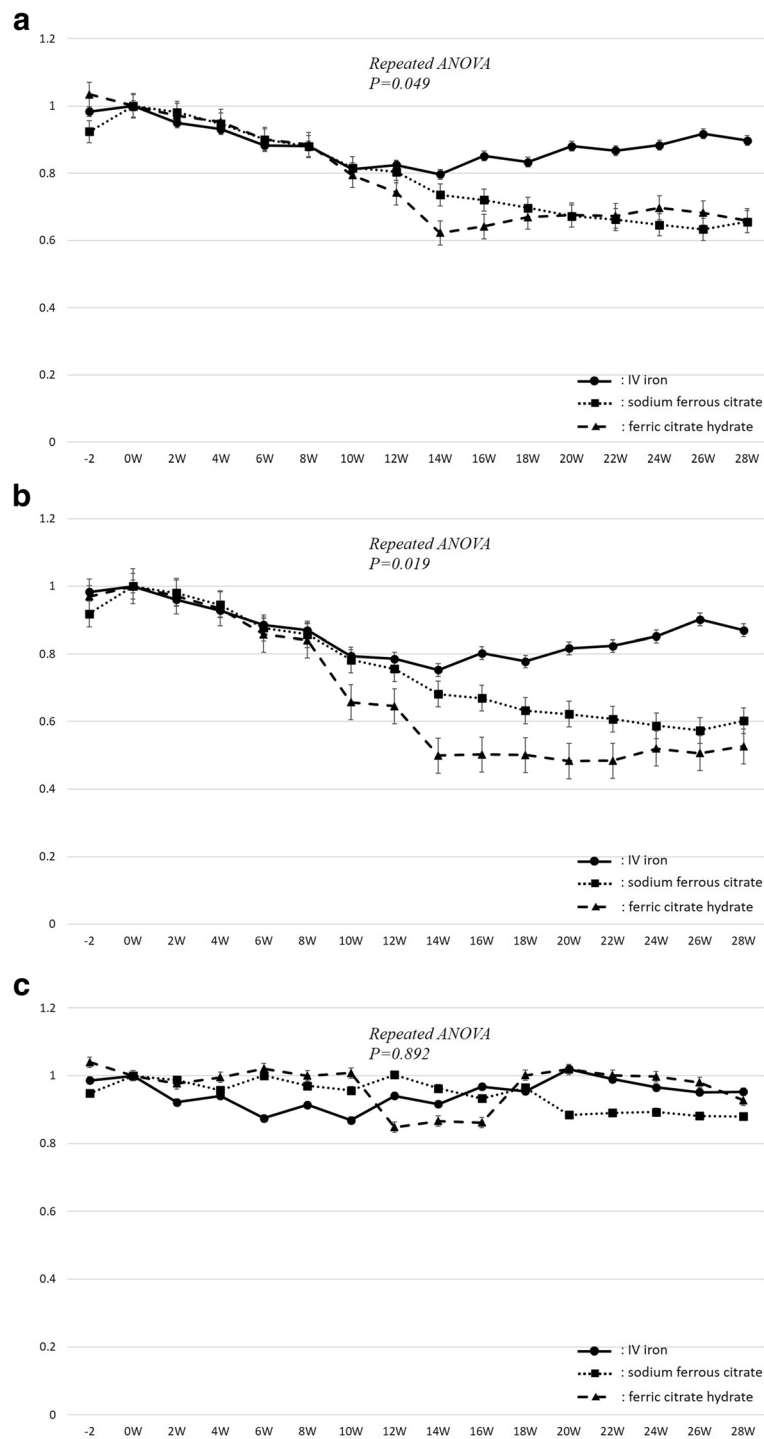 a
1.2
Repeated ANOVA
P=0.049
1
0.8
0.6
0.4
0.2
: IV iron
: sodium ferrous citrate
: ferric citrate hydrate
0
-2 0W 2W 4W 6W 8W 10W 12W 14W 16W 18W 20W 22W 24W 26W 28W
b
1.2
Repeated ANOVA
P=0.019
1
0.8
0.6
0.4
0.2
: IV iron
: sodium ferrous citrate
: ferric citrate hydrate
0
-2 0W 2W 4W 6W 8W 10W 12W 14W 16W 18W 20W 22W 24W 26W 28W
c
1.2
Repeated ANOVA
P=0.892
1
0.8
0.6
0.4
0.2
: IV iron
: sodium ferrous citrate
: ferric citrate hydrate
0
-2 0W 2W 4W 6W 8W 10W 12W 14W 16W 18W 20W 22W 24W 26W 28W